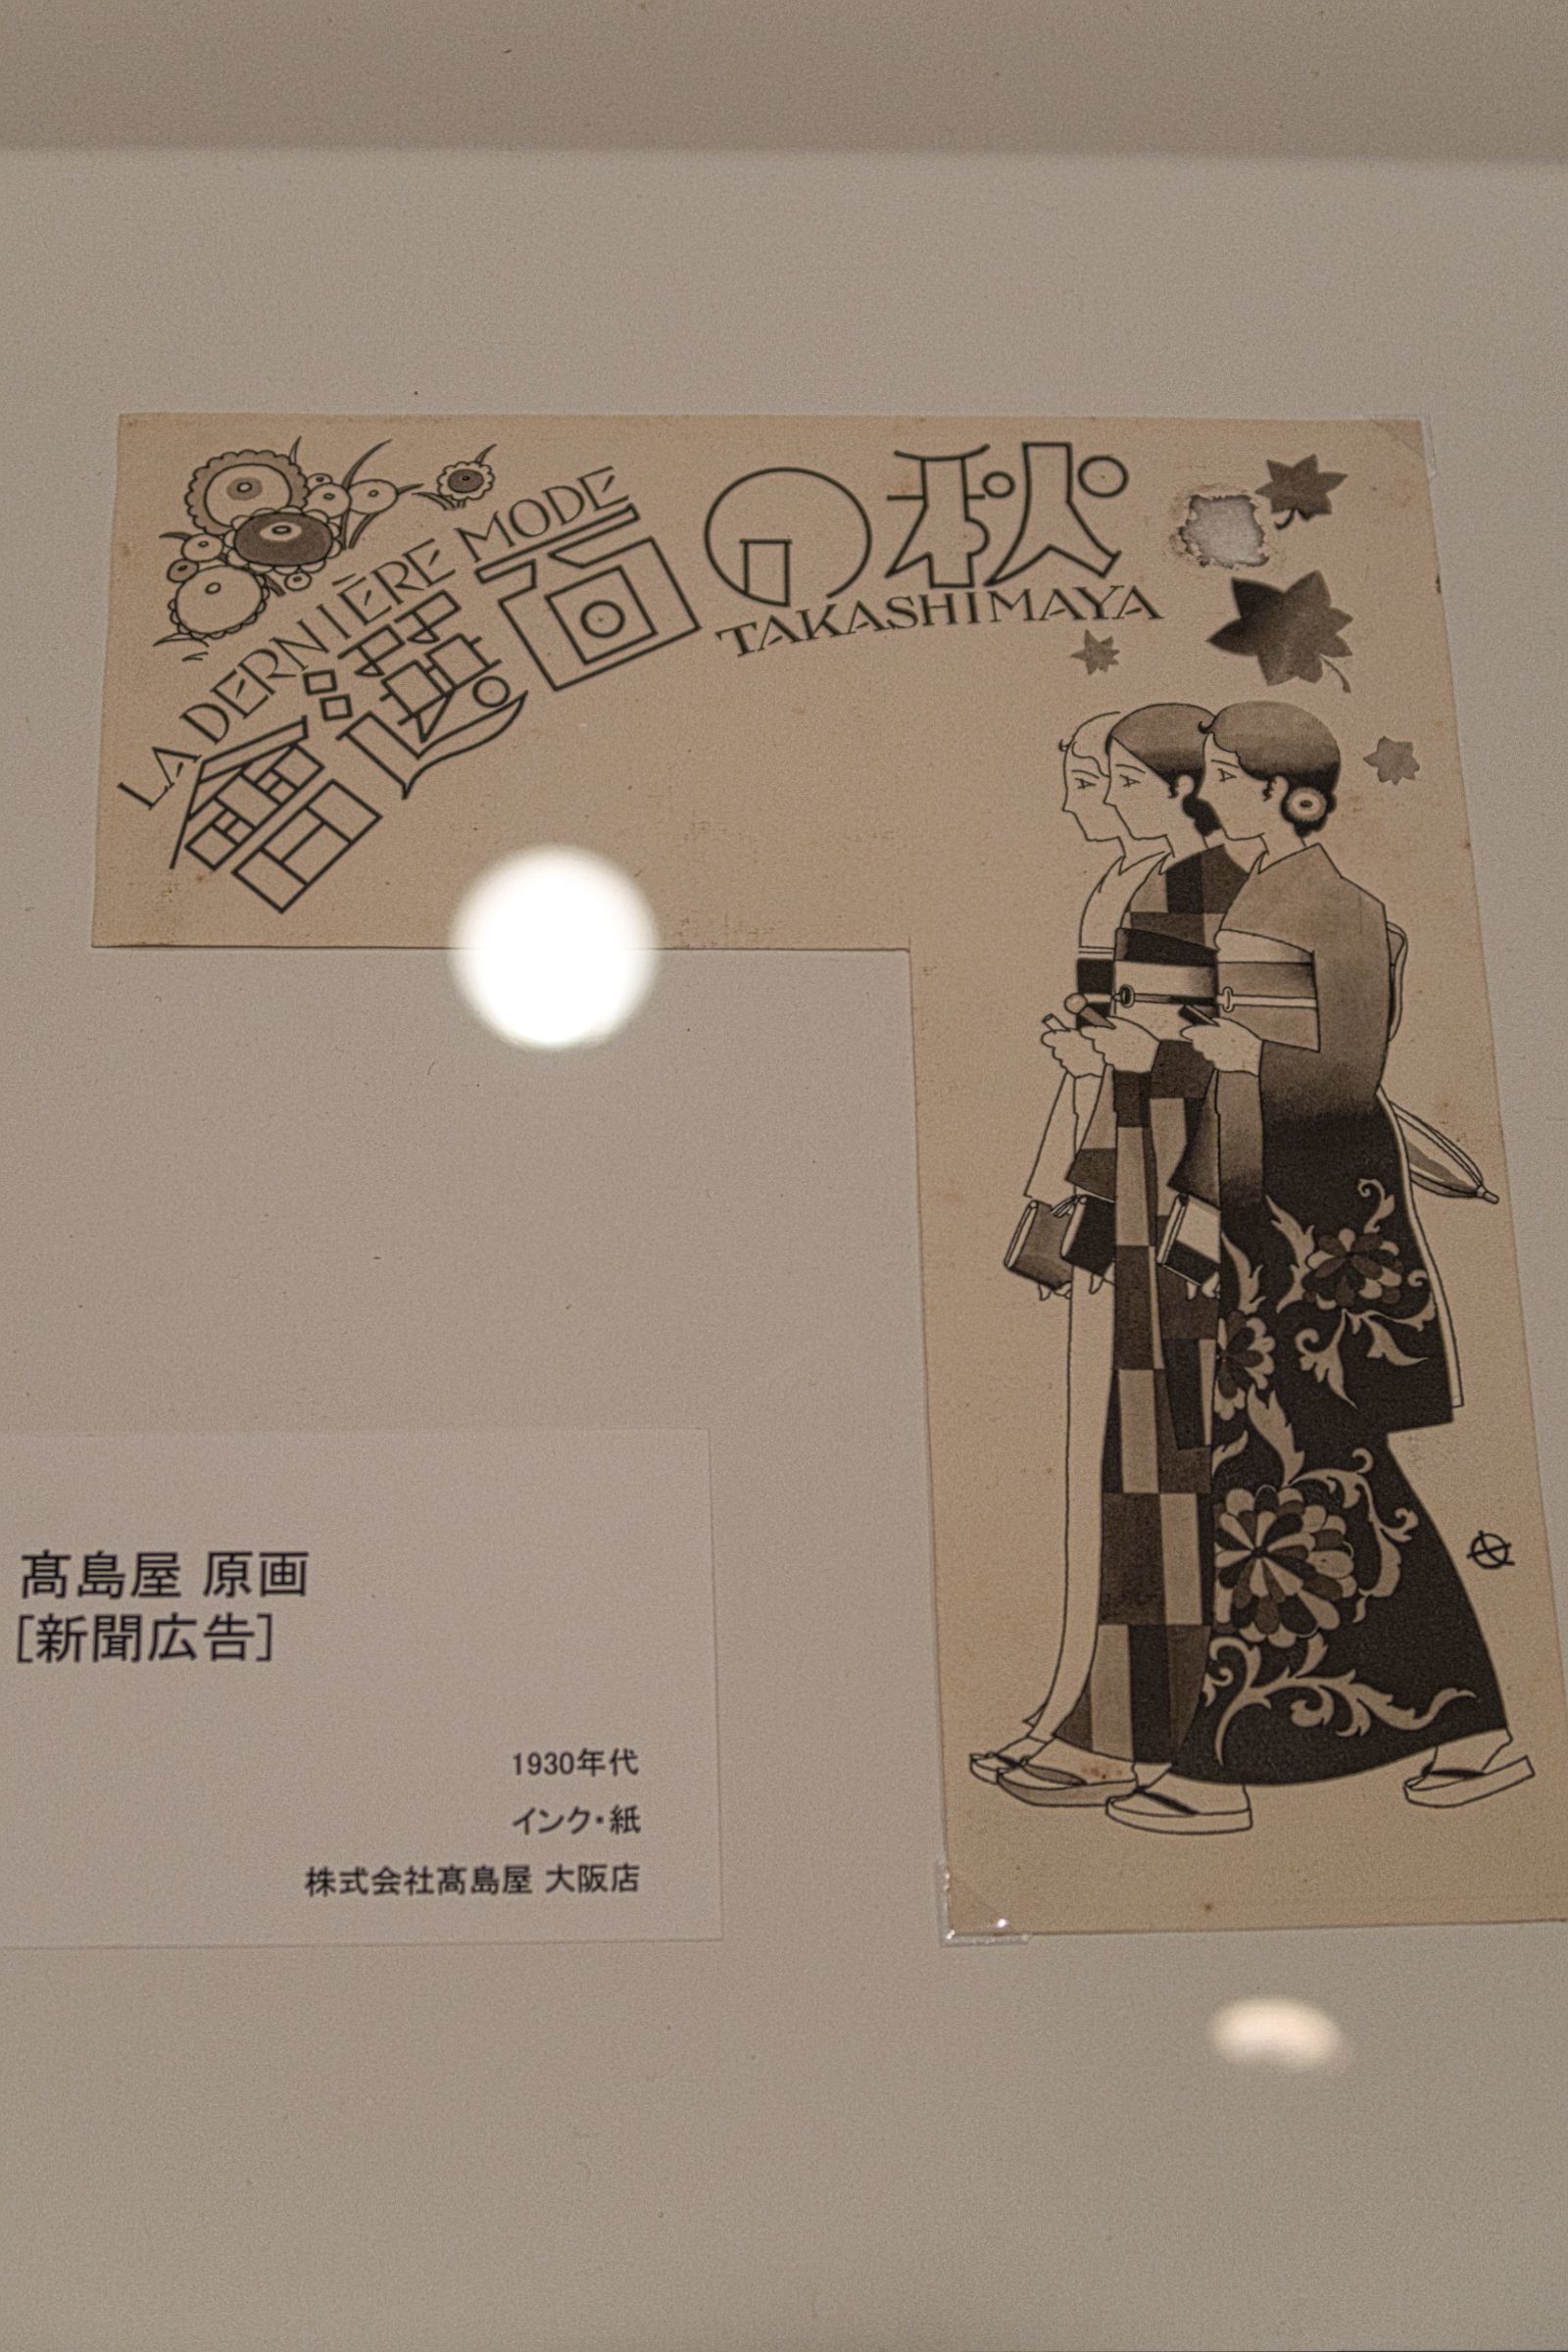 LA DERNIÈRE MODE
秋の百選會
TAKASHIMAYA
髙島屋 原画
[新聞広告]
1930年代
インク・紙
株式会社髙島屋 大阪店